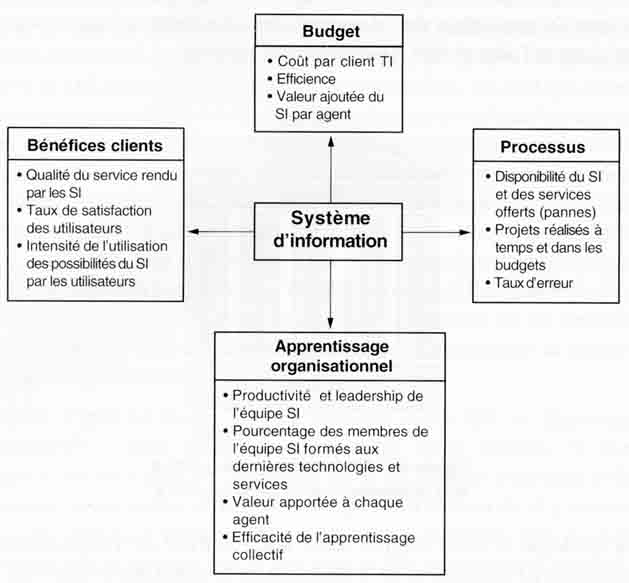 Budget
• Coût par client TI
• Efficience
• Valeur ajoutée du
SI par agent
Bénéfices clients
• Qualité du service rendu
par les SI
• Taux de satisfaction
des utilisateurs
• Intensité de l'utilisation
des possibilités du SI
par les utilisateurs
Système
d'information
Processus
• Disponibilité du SI
et des services
offerts (pannes)
• Projets réalisés à
temps et dans les
budgets
• Taux d'erreur
Apprentissage
organisationnel
• Productivité et leadership de
l'équipe SI
• Pourcentage des membres de
l'équipe SI formés aux
dernières technologies et
services
• Valeur apportée à chaque
agent
• Efficacité de l'apprentissage
collectif